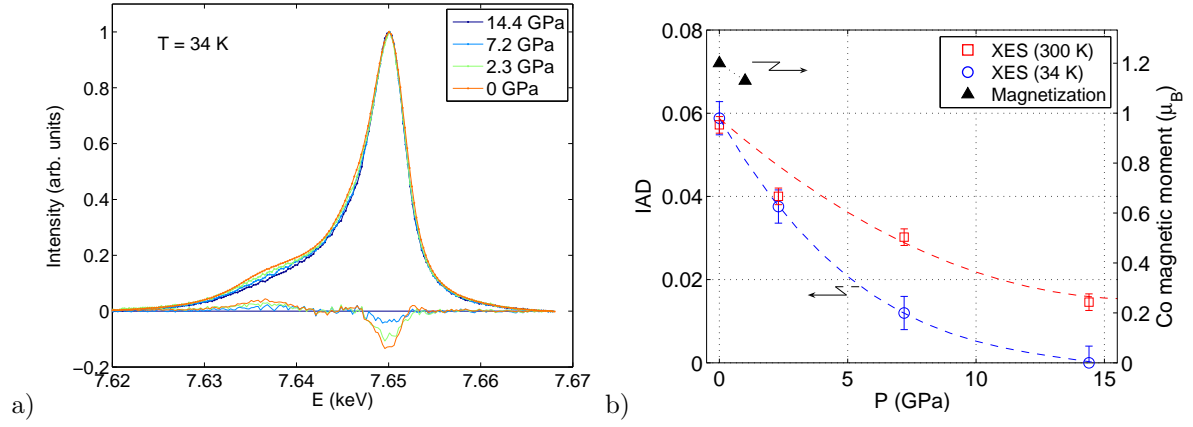 T = 34 K
14.4 GPa
7.2 GPa
2.3 GPa
0 GPa
Intensity (arb. units)
1
0.8
0.6
0.4
0.2
0
−0.2
7.62 7.63 7.64 7.65 7.66 7.67
E (keV)
a)
XES (300 K)
XES (34 K)
Magnetization
IAD
0.08
0.06
0.04
0.02
0
Co magnetic moment (μB)
1.2
1
0.8
0.6
0.4
0.2
0
0 5 10 15
P (GPa)
b)